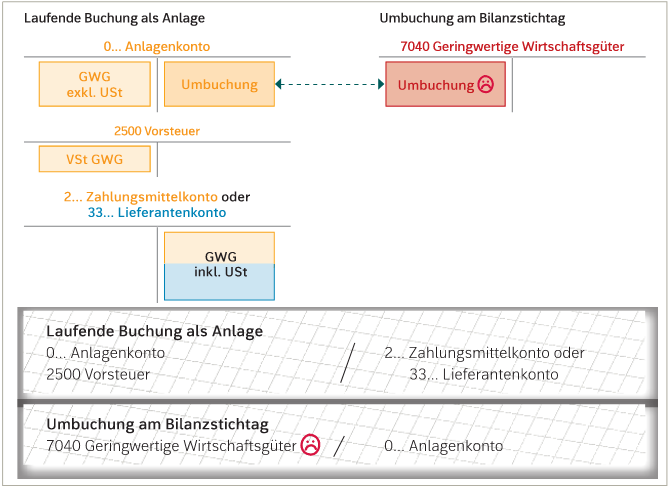 Laufende Buchung als Anlage
Umbuchung am Bilanzstichtag
0... Anlagenkonto
7040 Geringwertige Wirtschaftsgüter
GWG
exkl. USt
Umbuchung
Umbuchung
2500 Vorsteuer
VSt GWG
2... Zahlungsmittelkonto oder
33... Lieferantenkonto
GWG
inkl. USt
Laufende Buchung als Anlage
0... Anlagenkonto / 2... Zahlungsmittelkonto oder
2500 Vorsteuer 33... Lieferantenkonto
Umbuchung am Bilanzstichtag
7040 Geringwertige Wirtschaftsgüter / 0... Anlagenkonto